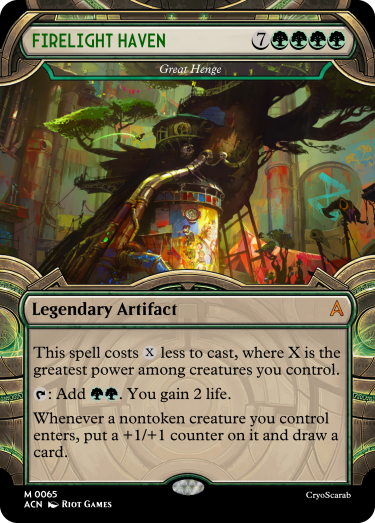 FIRELIGHT HAVEN 7
Great Henge
Legendary Artifact
This spell costs X less to cast, where X is the
greatest power among creatures you control.
: Add . You gain 2 life.
Whenever a nontoken creature you control
enters, put a +1/+1 counter on it and draw a
card.
M 0065
ACN RIOT GAMES
CryoScarab